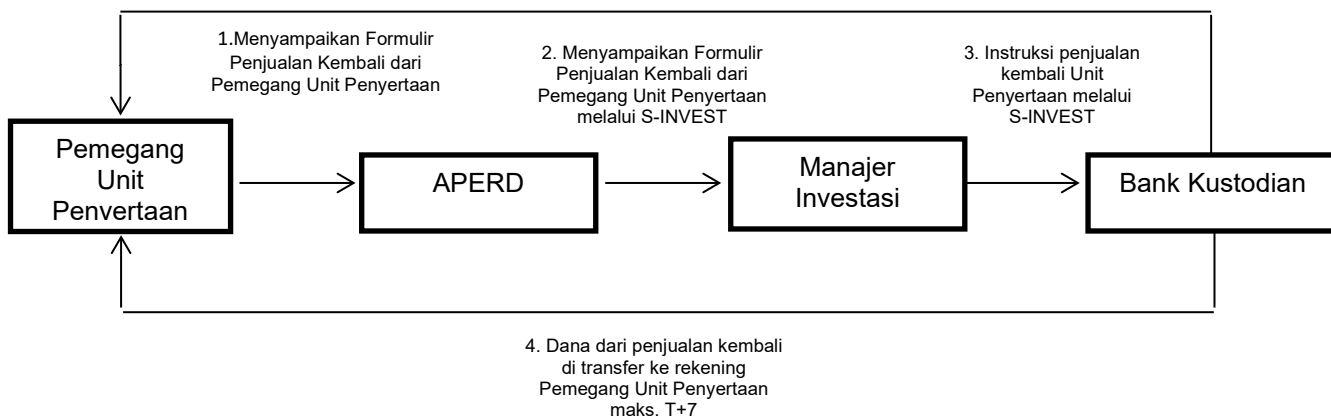 1.Menyampaikan Formulir
Penjualan Kembali dari
Pemegang Unit Penyertaan
2. Menyampaikan Formulir
Penjualan Kembali dari
Pemegang Unit Penyertaan
melalui S-INVEST
3. Instruksi penjualan
kembali Unit
Penyertaan melalui
S-INVEST
Pemegang
Unit
Penvertaan
APERD
Manajer
Investasi
Bank Kustodian
4. Dana dari penjualan kembali
di transfer ke rekening
Pemegang Unit Penyertaan
maks. T+7